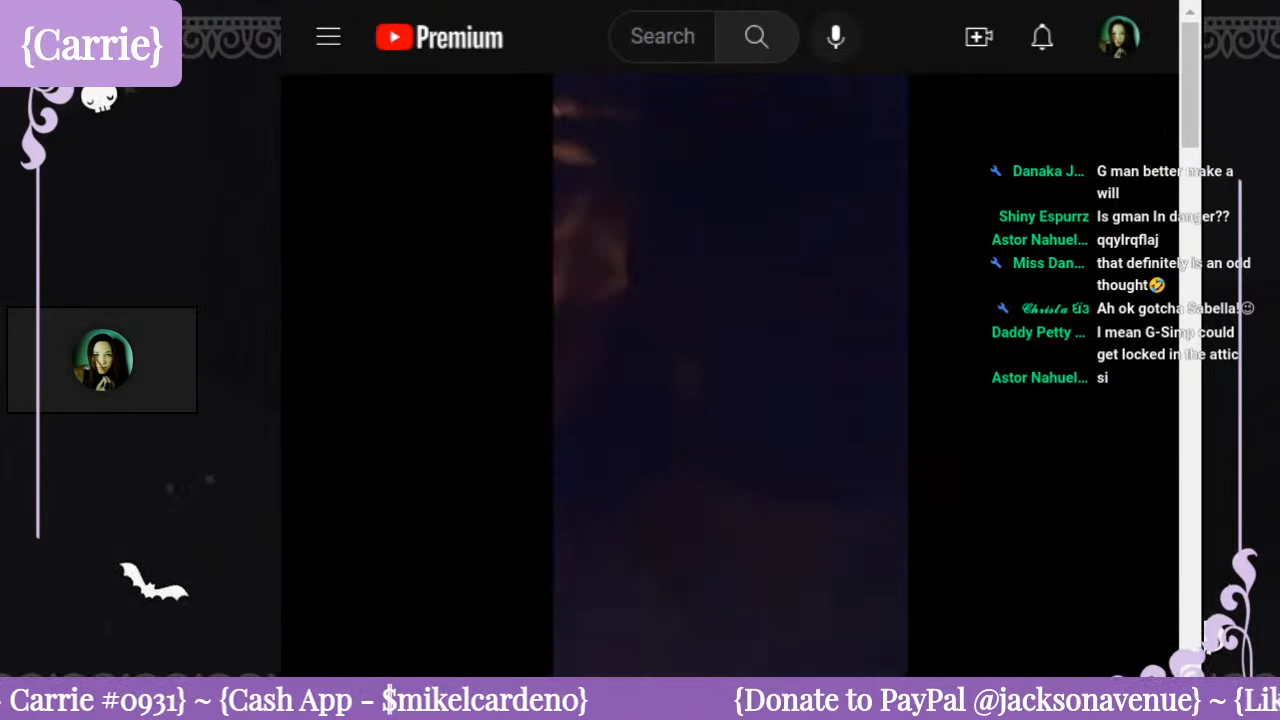 {Carrie}
Premium
Search
Danaka J... G man better make a
will
Shiny Espurrz Is gman In danger??
Astor Nahuel... qqylrqflaj
Miss Dan... that definitely is an odd
thought🤣
𝓒𝓱𝓻𝓲𝓼𝓽𝓪 Ƹ̵̡ӝ̵̨̄Ʒ Ah ok gotcha Sabella!😉
Daddy Petty ... I mean G-Simp could
get locked in the attic
Astor Nahuel... si
Carrie #0931} ~ {Cash App - $mikelcardeno} {Donate to PayPal @jacksonavenue} ~ {Lik